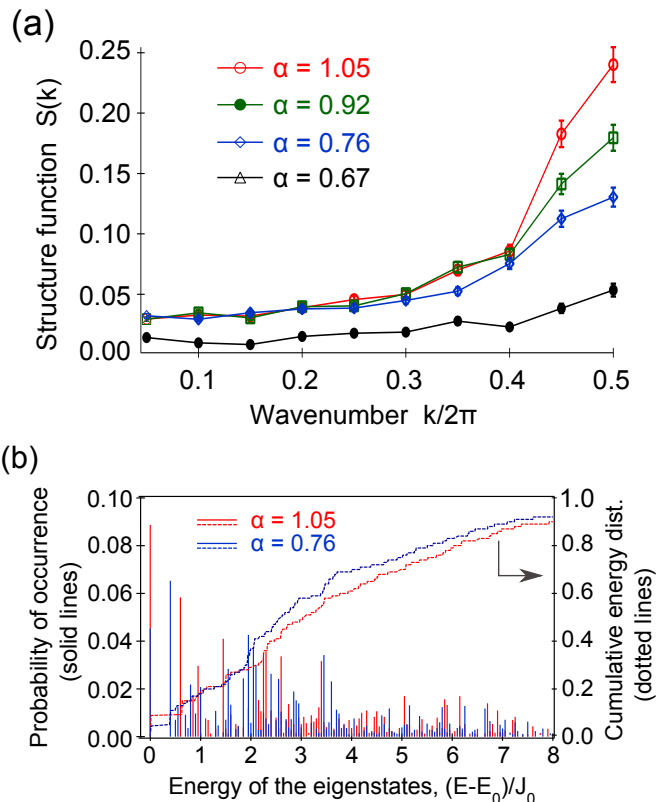 (a)
0.25
0.20
0.15
0.10
0.05
0.00
Structure function S(k)
α = 1.05
α = 0.92
α = 0.76
α = 0.67
0.1 0.2 0.3 0.4 0.5
Wavenumber k/2π
(b)
0.10
0.08
0.06
0.04
0.02
0.00
Probability of occurrence
(solid lines)
α = 1.05
α = 0.76
1.0
0.8
0.6
0.4
0.2
0.0
Cumulative energy dist.
(dotted lines)
0 1 2 3 4 5 6 7 8
Energy of the eigenstates, (E-E₀)/J₀